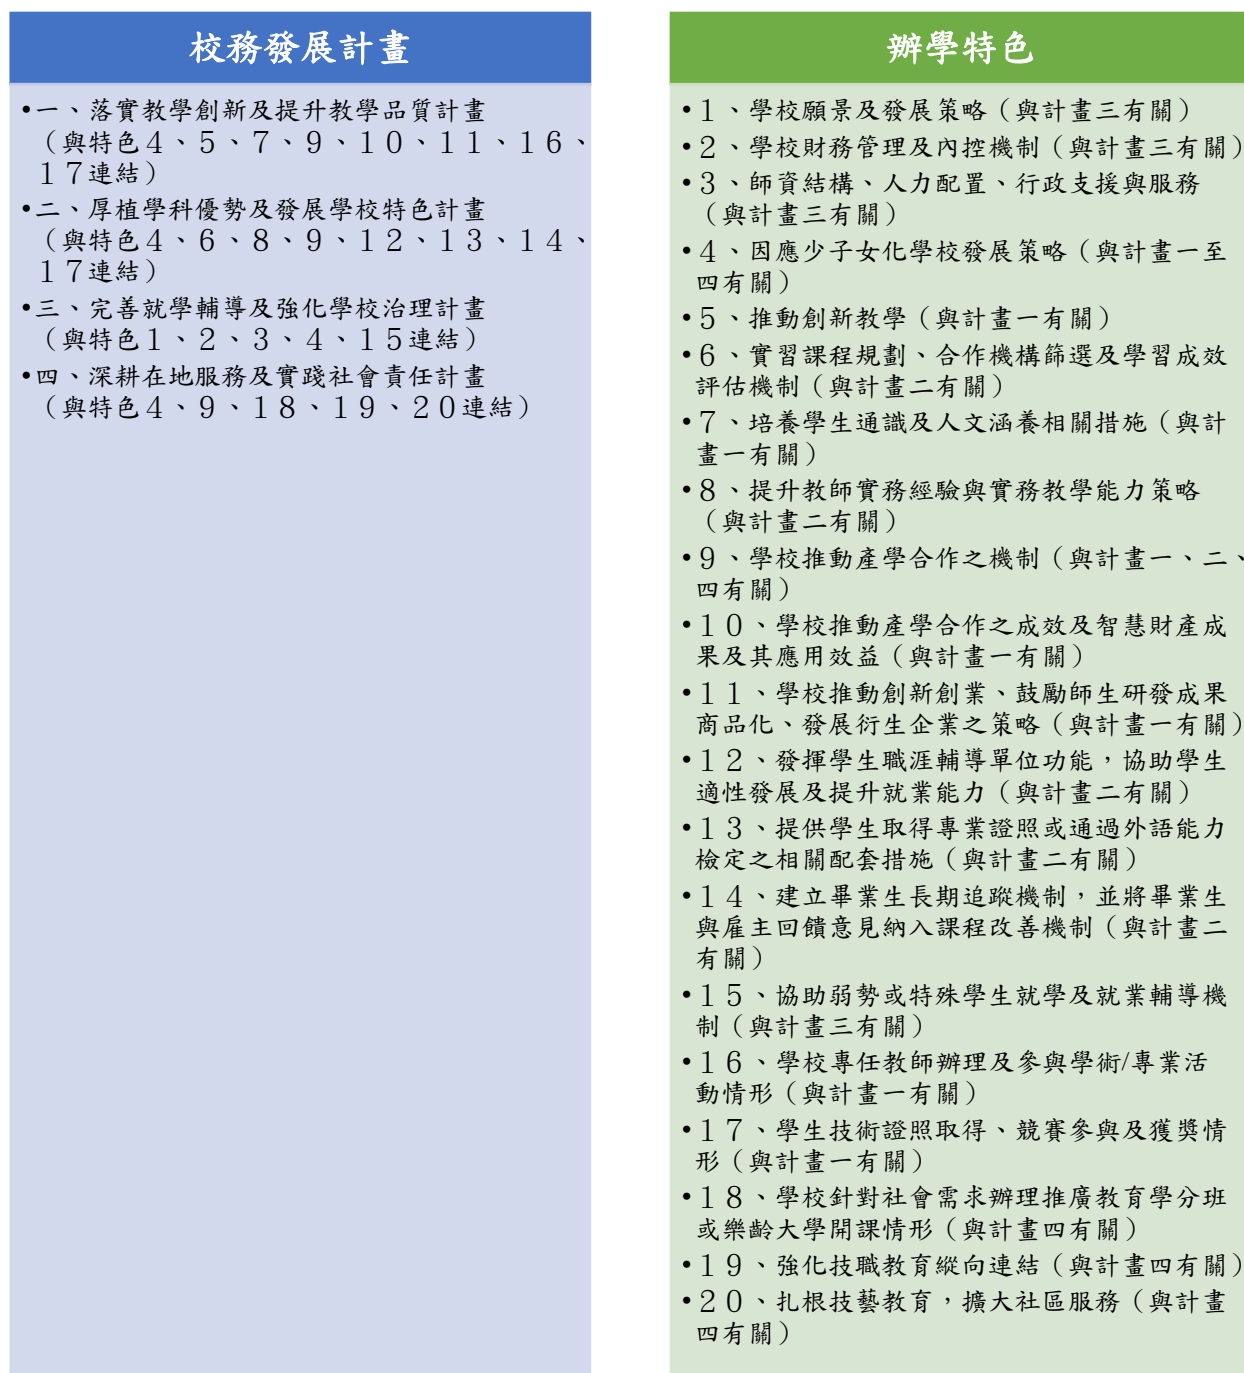 校務發展計畫
•一、落實教學創新及提升教學品質計畫
（與特色４、５、７、９、１０、１１、１６、
１７連結）
•二、厚植學科優勢及發展學校特色計畫
（與特色４、６、８、９、１２、１３、１４、
１７連結）
•三、完善就學輔導及強化學校治理計畫
（與特色１、２、３、４、１５連結）
•四、深耕在地服務及實踐社會責任計畫
（與特色４、９、１８、１９、２０連結）
辦學特色
•１、學校願景及發展策略（與計畫三有關）
•２、學校財務管理及內控機制（與計畫三有關）
•３、師資結構、人力配置、行政支援與服務
（與計畫三有關）
•４、因應少子女化學校發展策略（與計畫一至
四有關）
•５、推動創新教學（與計畫一有關）
•６、實習課程規劃、合作機構篩選及學習成效
評估機制（與計畫二有關）
•７、培養學生通識及人文涵養相關措施（與計
畫一有關）
•８、提升教師實務經驗與實務教學能力策略
（與計畫二有關）
•９、學校推動產學合作之機制（與計畫一、二、
四有關）
•１０、學校推動產學合作之成效及智慧財產成
果及其應用效益（與計畫一有關）
•１１、學校推動創新創業、鼓勵師生研發成果
商品化、發展衍生企業之策略（與計畫一有關）
•１２、發揮學生職涯輔導單位功能，協助學生
適性發展及提升就業能力（與計畫二有關）
•１３、提供學生取得專業證照或通過外語能力
檢定之相關配套措施（與計畫二有關）
•１４、建立畢業生長期追蹤機制，並將畢業生
與雇主回饋意見納入課程改善機制（與計畫二
有關）
•１５、協助弱勢或特殊學生就學及就業輔導機
制（與計畫三有關）
•１６、學校專任教師辦理及參與學術/專業活
動情形（與計畫一有關）
•１７、學生技術證照取得、競賽參與及獲獎情
形（與計畫一有關）
•１８、學校針對社會需求辦理推廣教育學分班
或樂齡大學開課情形（與計畫四有關）
•１９、強化技職教育縱向連結（與計畫四有關）
•２０、扎根技藝教育，擴大社區服務（與計畫
四有關）